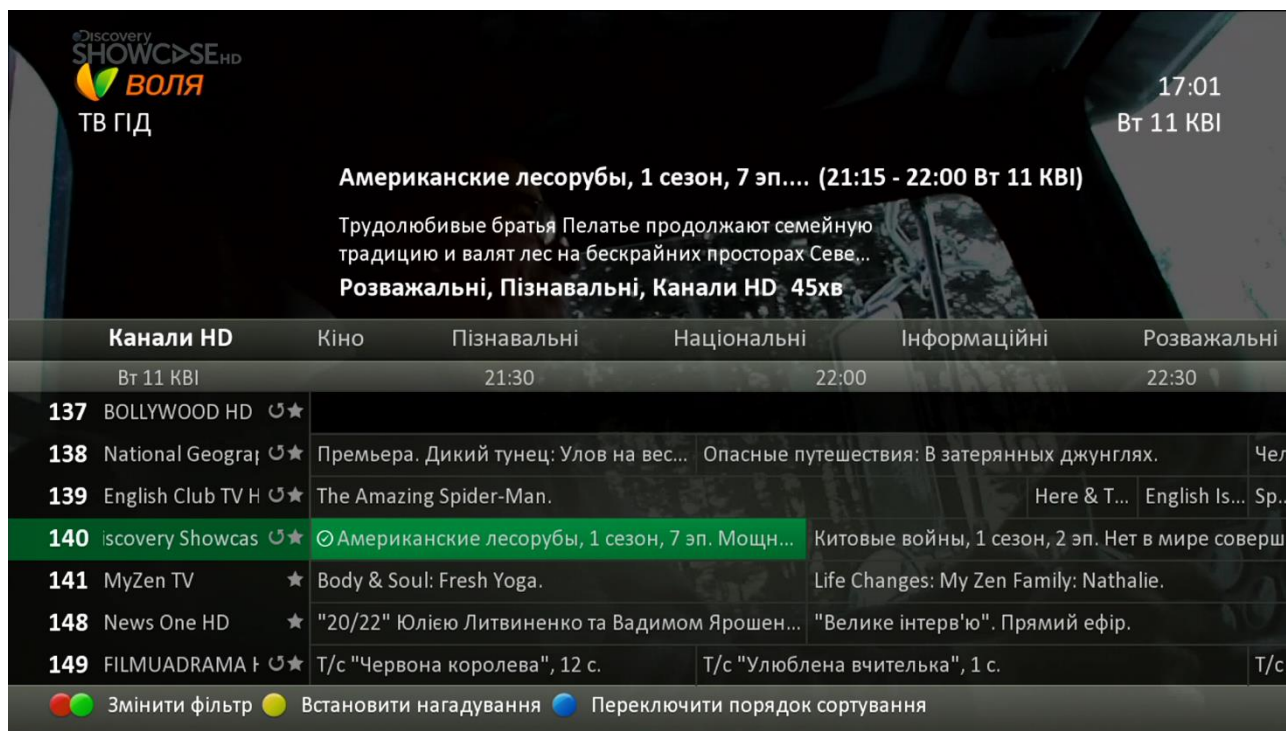 Discovery
SHOWCASE HD
ВОЛЯ
ТВ ГІД
17:01
Вт 11 КВІ
Американские лесорубы, 1 сезон, 7 эп.... (21:15 - 22:00 Вт 11 КВІ)
Трудолюбивые братья Пелатье продолжают семейную
традицию и валят лес на бескрайних просторах Севе...
Розважальні, Пізнавальні, Канали HD 45хв
Канали HD Кіно Пізнавальні Національні Інформаційні Розважальні
Вт 11 КВІ 21:30 22:00 22:30
137 BOLLYWOOD HD
138 National Geograp Премьера. Дикий тунец: Улов на вес... Опасные путешествия: В затерянных джунглях. Чел
139 English Club TV H The Amazing Spider-Man. Here & T... English Is... Sp..
140 iscovery Showcas Американские лесорубы, 1 сезон, 7 эп. Мощн... Китовые войны, 1 сезон, 2 эп. Нет в мире соверш
141 MyZen TV Body & Soul: Fresh Yoga. Life Changes: My Zen Family: Nathalie.
148 News One HD "20/22" Юлією Литвиненко та Вадимом Ярошен... "Велике інтерв'ю". Прямий ефір.
149 FILMUADRAMA H Т/с "Червона королева", 12 с. Т/с "Улюблена вчителька", 1 с. Т/с
Змінити фільтр Встановити нагадування Переключити порядок сортування